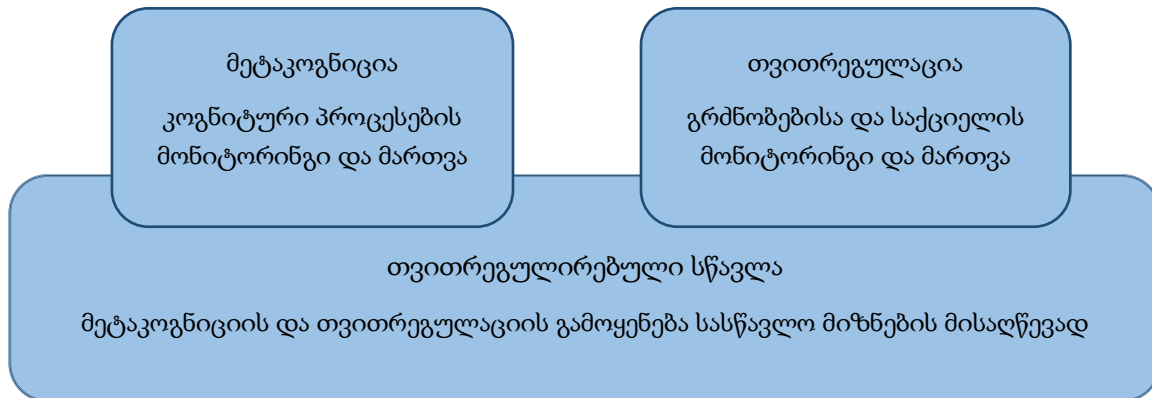 მეტაკოგნიცია
კოგნიტური პროცესების
მონიტორინგი და მართვა
თვითრეგულაცია
გრძნობებისა და საქციელის
მონიტორინგი და მართვა
თვითრეგულირებული სწავლა
მეტაკოგნიციის და თვითრეგულაციის გამოყენება სასწავლო მიზნების მისაღწევად